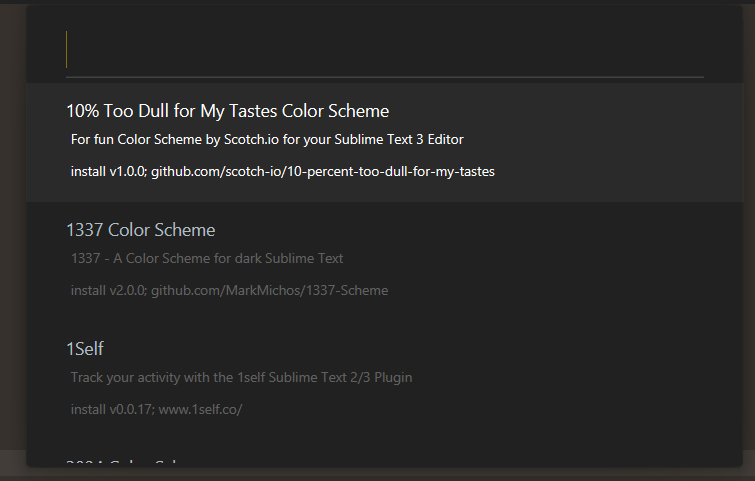 10% Too Dull for My Tastes Color Scheme
For fun Color Scheme by Scotch.io for your Sublime Text 3 Editor
install v1.0.0; github.com/scotch-io/10-percent-too-dull-for-my-tastes
1337 Color Scheme
1337 - A Color Scheme for dark Sublime Text
install v2.0.0; github.com/MarkMichos/1337-Scheme
1Self
Track your activity with the 1self Sublime Text 2/3 Plugin
install v0.0.17; www.1self.co/